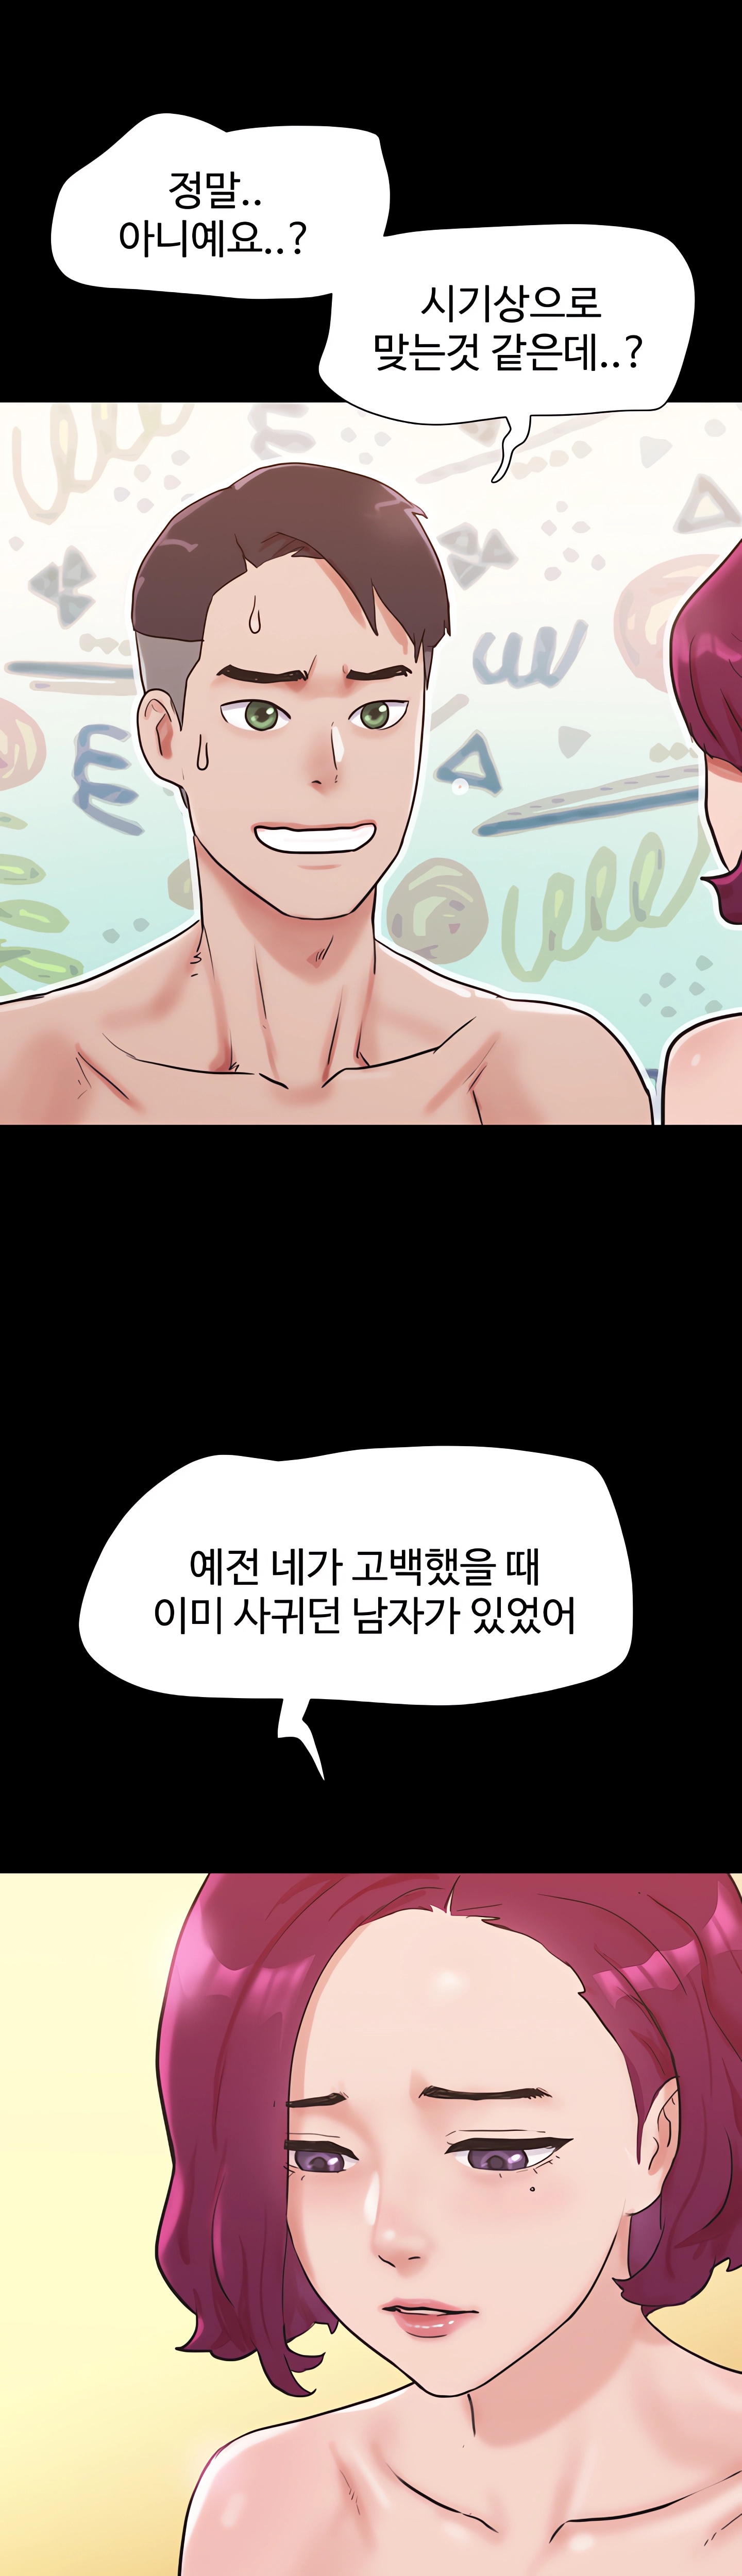 정말..
아니예요..?
시기상으로
맞는것 같은데..?
예전 네가 고백했을 때
이미 사귀던 남자가 있었어